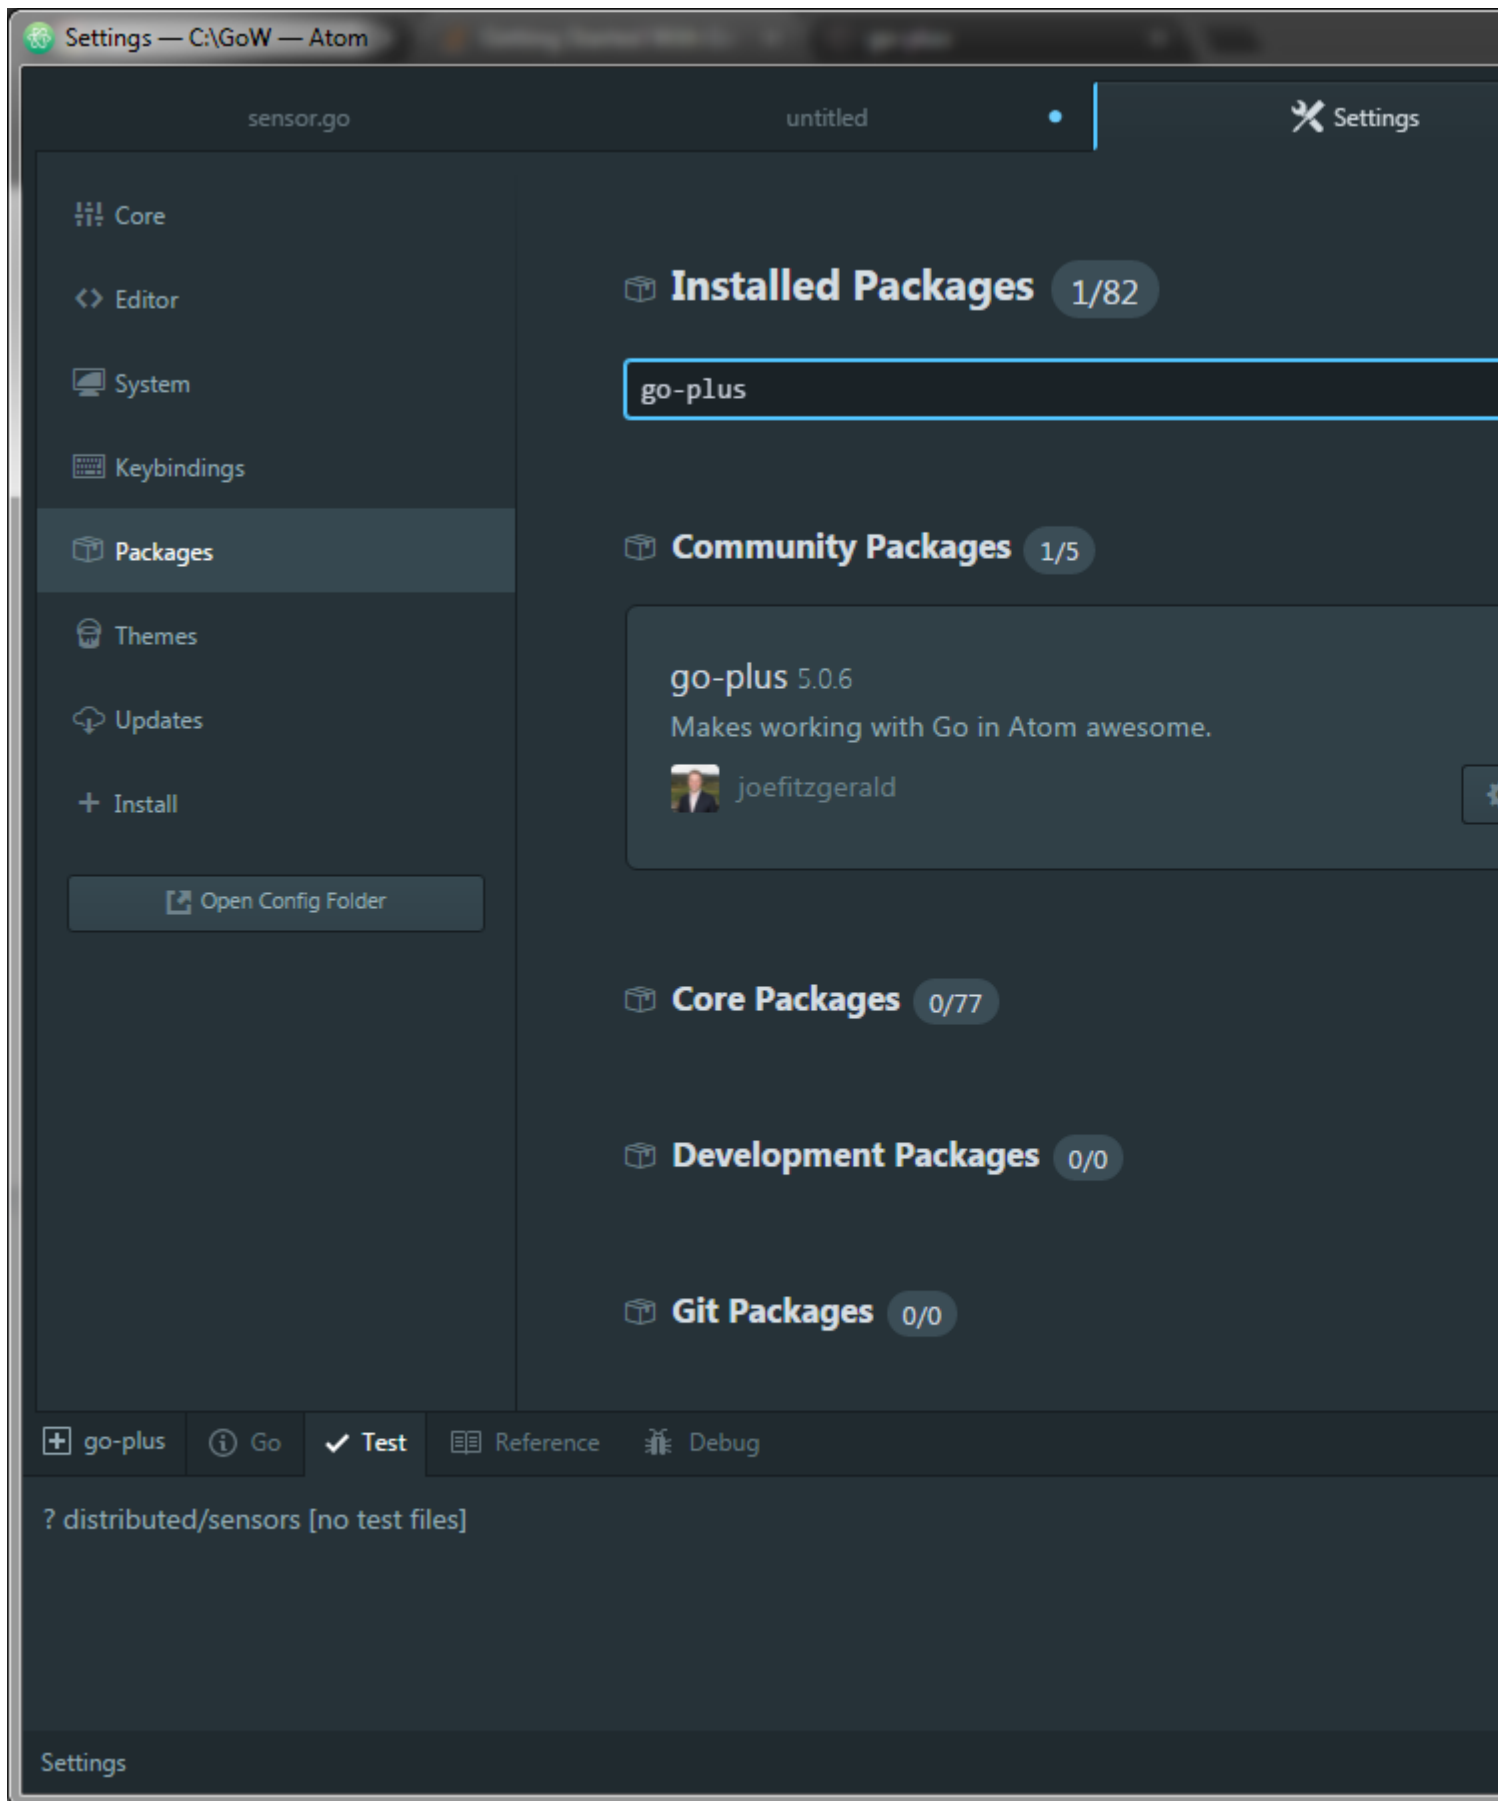 Settings — C:\GoW — Atom
sensor.go
untitled
Settings
Core
Editor
System
Keybindings
Packages
Themes
Updates
Install
Open Config Folder
Installed Packages 1/82
go-plus
Community Packages 1/5
go-plus 5.0.6
Makes working with Go in Atom awesome.
joefitzgerald
Core Packages 0/77
Development Packages 0/0
Git Packages 0/0
go-plus Go Test Reference Debug
? distributed/sensors [no test files]
Settings